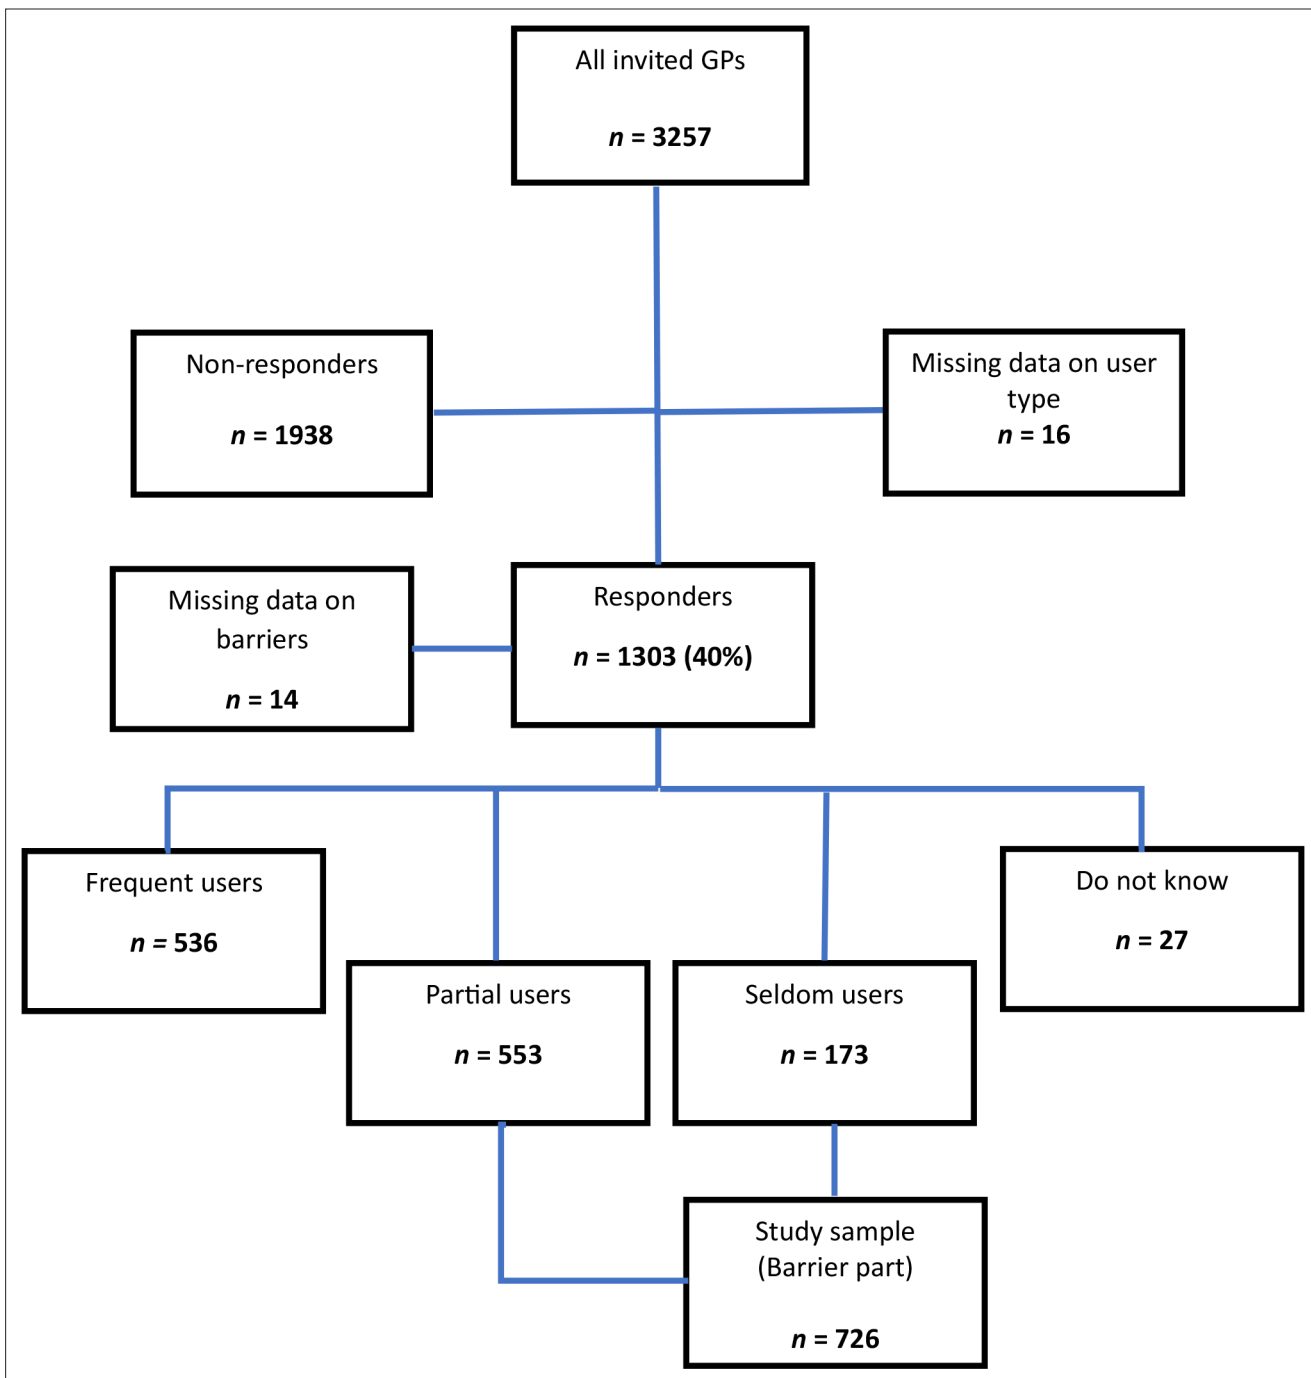 All invited GPs
n = 3257
Non-responders
n = 1938
Missing data on user
type
n = 16
Missing data on
barriers
n = 14
Responders
n = 1303 (40%)
Frequent users
n = 536
Partial users
n = 553
Seldom users
n = 173
Do not know
n = 27
Study sample
(Barrier part)
n = 726